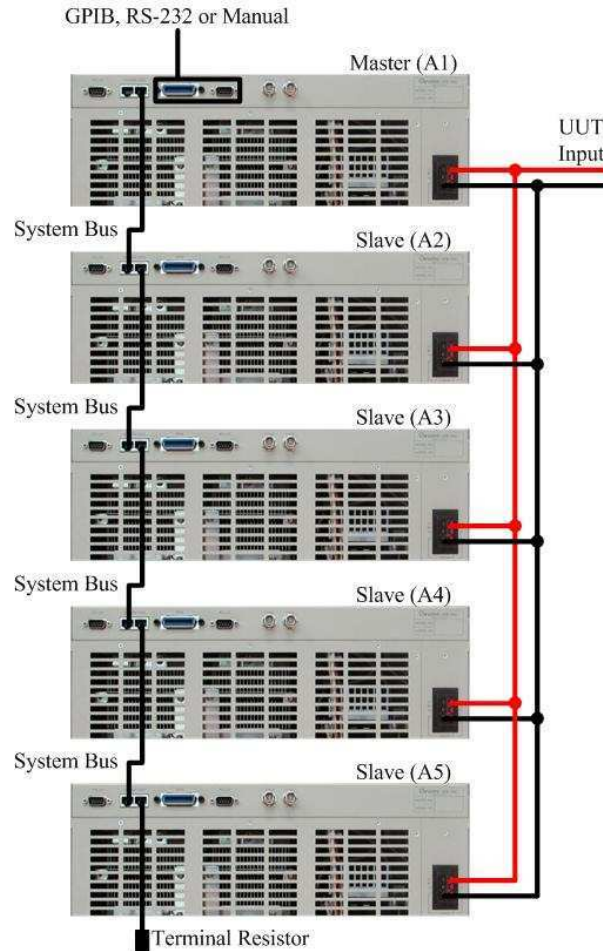 GPIB, RS-232 or Manual
Master (A1)
UUT
Input
System Bus
Slave (A2)
System Bus
Slave (A3)
System Bus
Slave (A4)
System Bus
Slave (A5)
Terminal Resistor